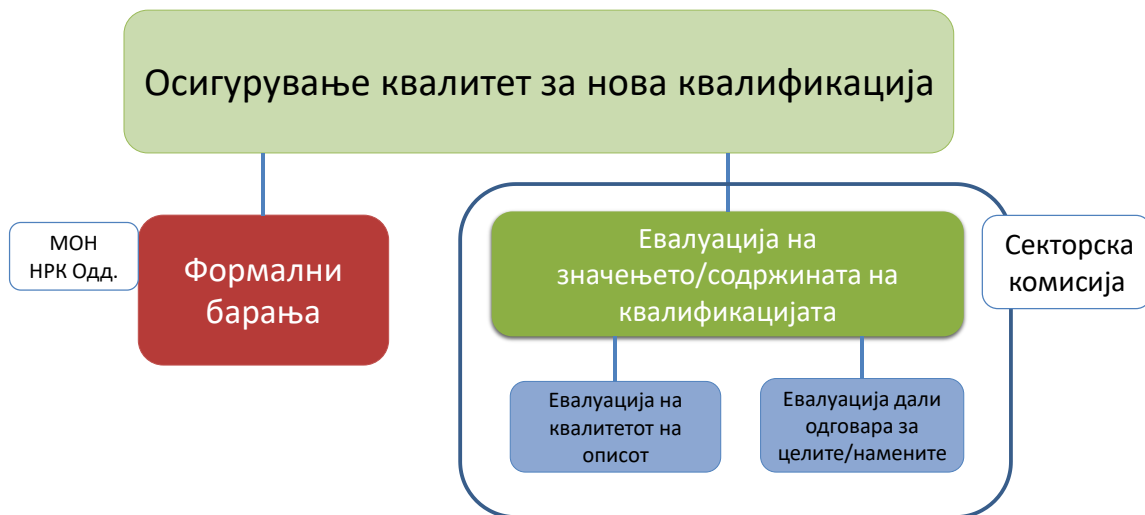 Осигурување квалитет за нова квалификација
МОН
НРК Одд.
Формални
барања
Евалуација на
значењето/содржината на
квалификацијата
Секторска
комисија
Евалуација на
квалитетот на
описот
Евалуација дали
одговара за
целите/намените